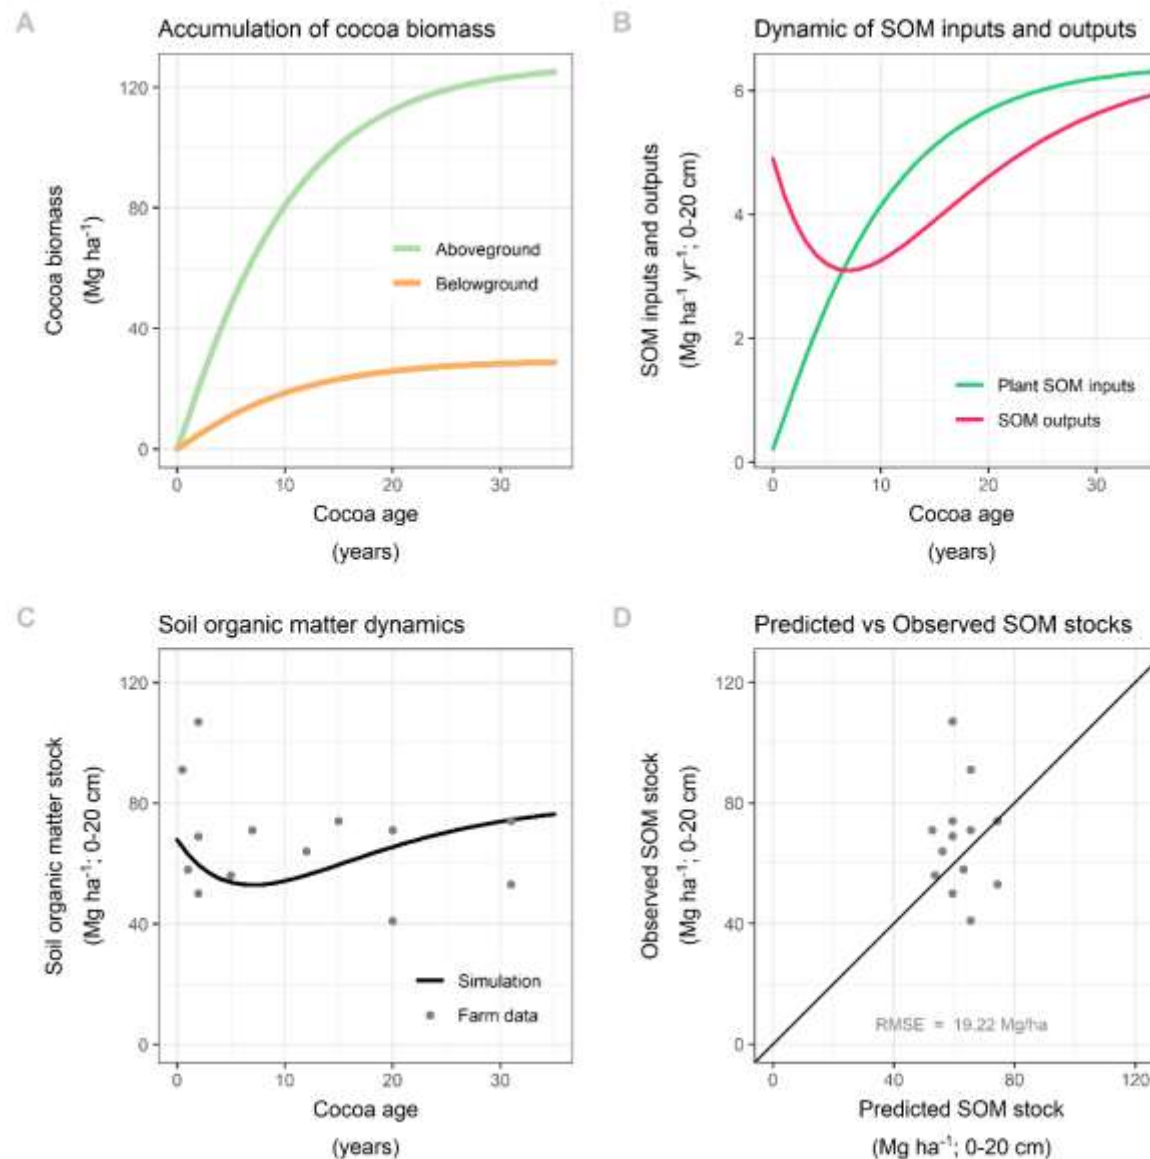 A
Accumulation of cocoa biomass
Cocoa biomass
(Mg ha⁻¹)
120
80
40
0
Aboveground
Belowground
0 10 20 30
Cocoa age
(years)
B
Dynamic of SOM inputs and outputs
SOM inputs and outputs
(Mg ha⁻¹ yr⁻¹; 0-20 cm)
6
4
2
0
Plant SOM inputs
SOM outputs
0 10 20 30
Cocoa age
(years)
C
Soil organic matter dynamics
Soil organic matter stock
(Mg ha⁻¹; 0-20 cm)
120
80
40
0
Simulation
Farm data
0 10 20 30
Cocoa age
(years)
D
Predicted vs Observed SOM stocks
Observed SOM stock
(Mg ha⁻¹; 0-20 cm)
120
80
40
0
RMSE = 19.22 Mg/ha
0 40 80 120
Predicted SOM stock
(Mg ha⁻¹; 0-20 cm)